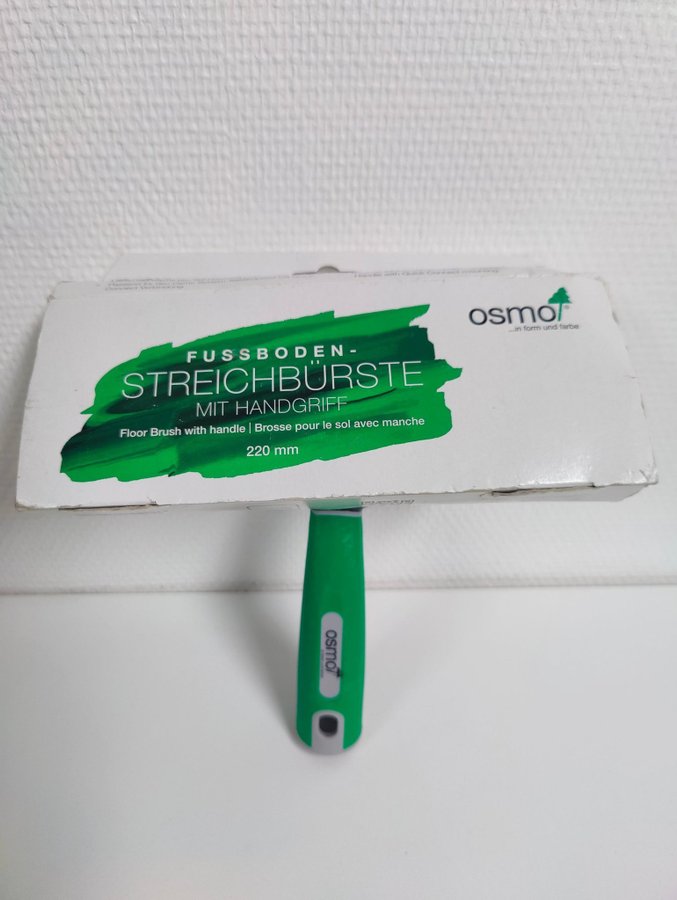 osmo
...in form und farbe
FUSSBODEN-
STREICHBÜRSTE
MIT HANDGRIFF
Floor Brush with handle | Brosse pour le sol avec manche
220 mm
osmo